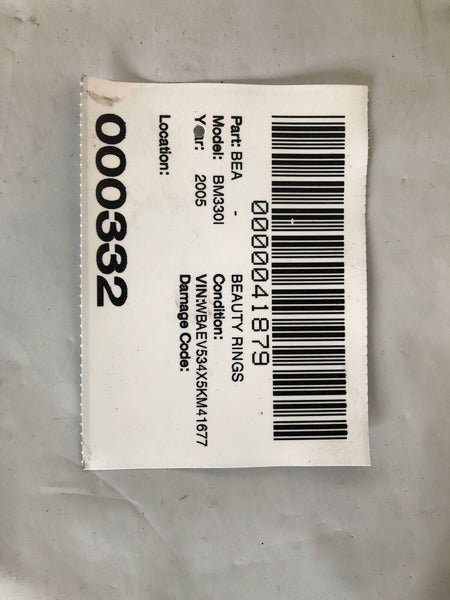 0000041879
Part: BEA - BEAUTY RINGS
Model: BM330I Condition:
Year: 2005 VIN:WBAEV534X5KM41677
Damage Code:
Location:
000332